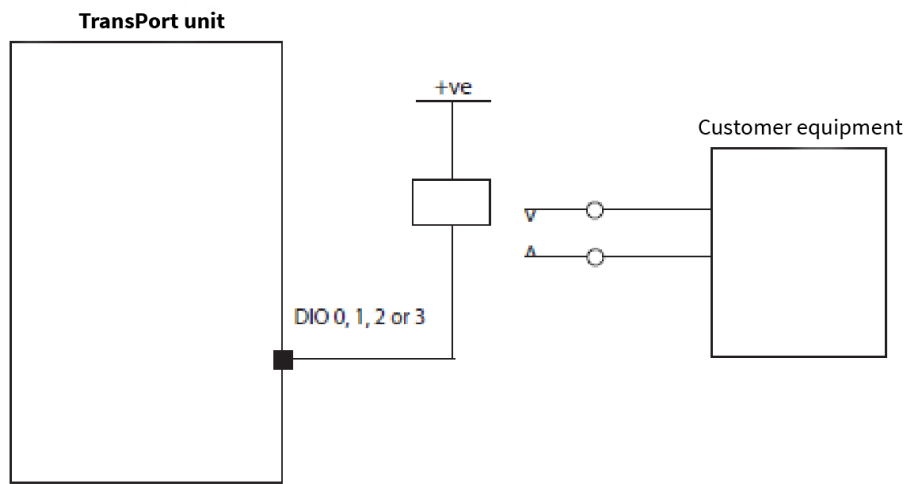 TransPort unit
+ve
Customer equipment
DIO 0, 1, 2 or 3